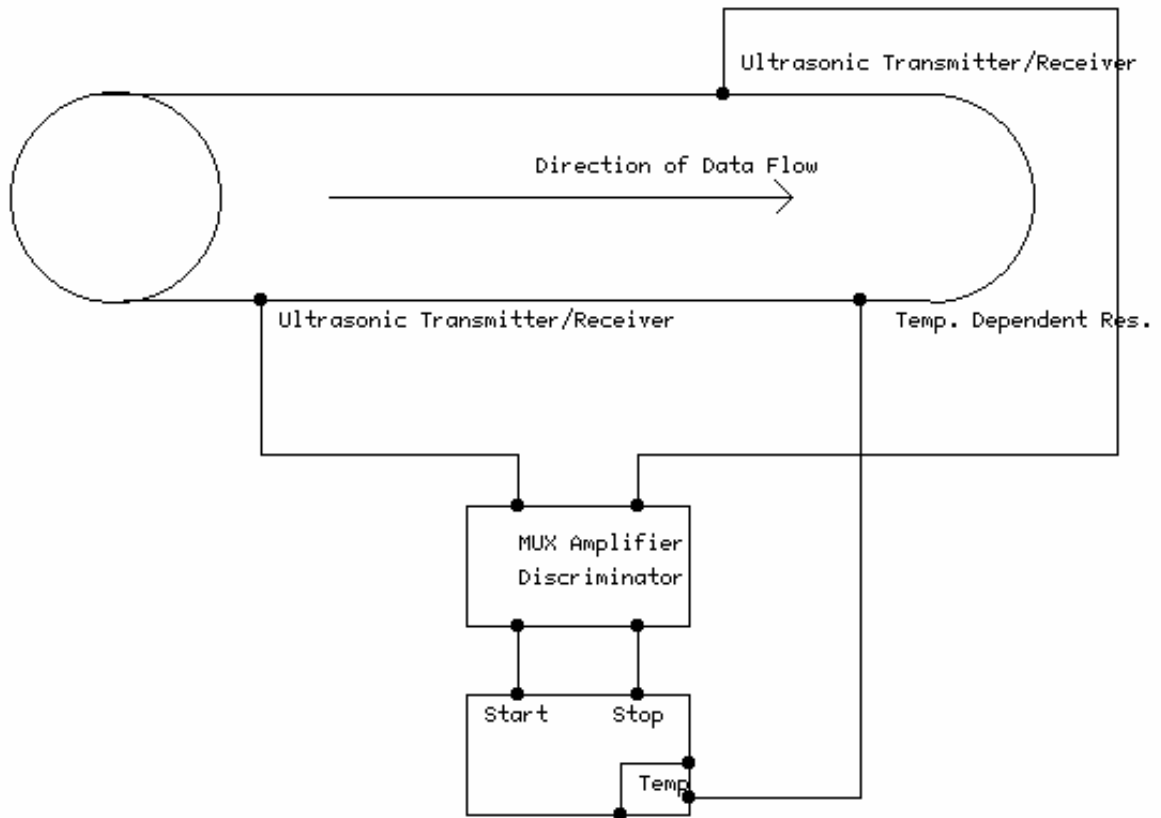 Ultrasonic Transmitter/Receiver
Direction of Data Flow
Ultrasonic Transmitter/Receiver
Temp. Dependent Res.
MUX Amplifier
Discriminator
Start
Stop
Temp